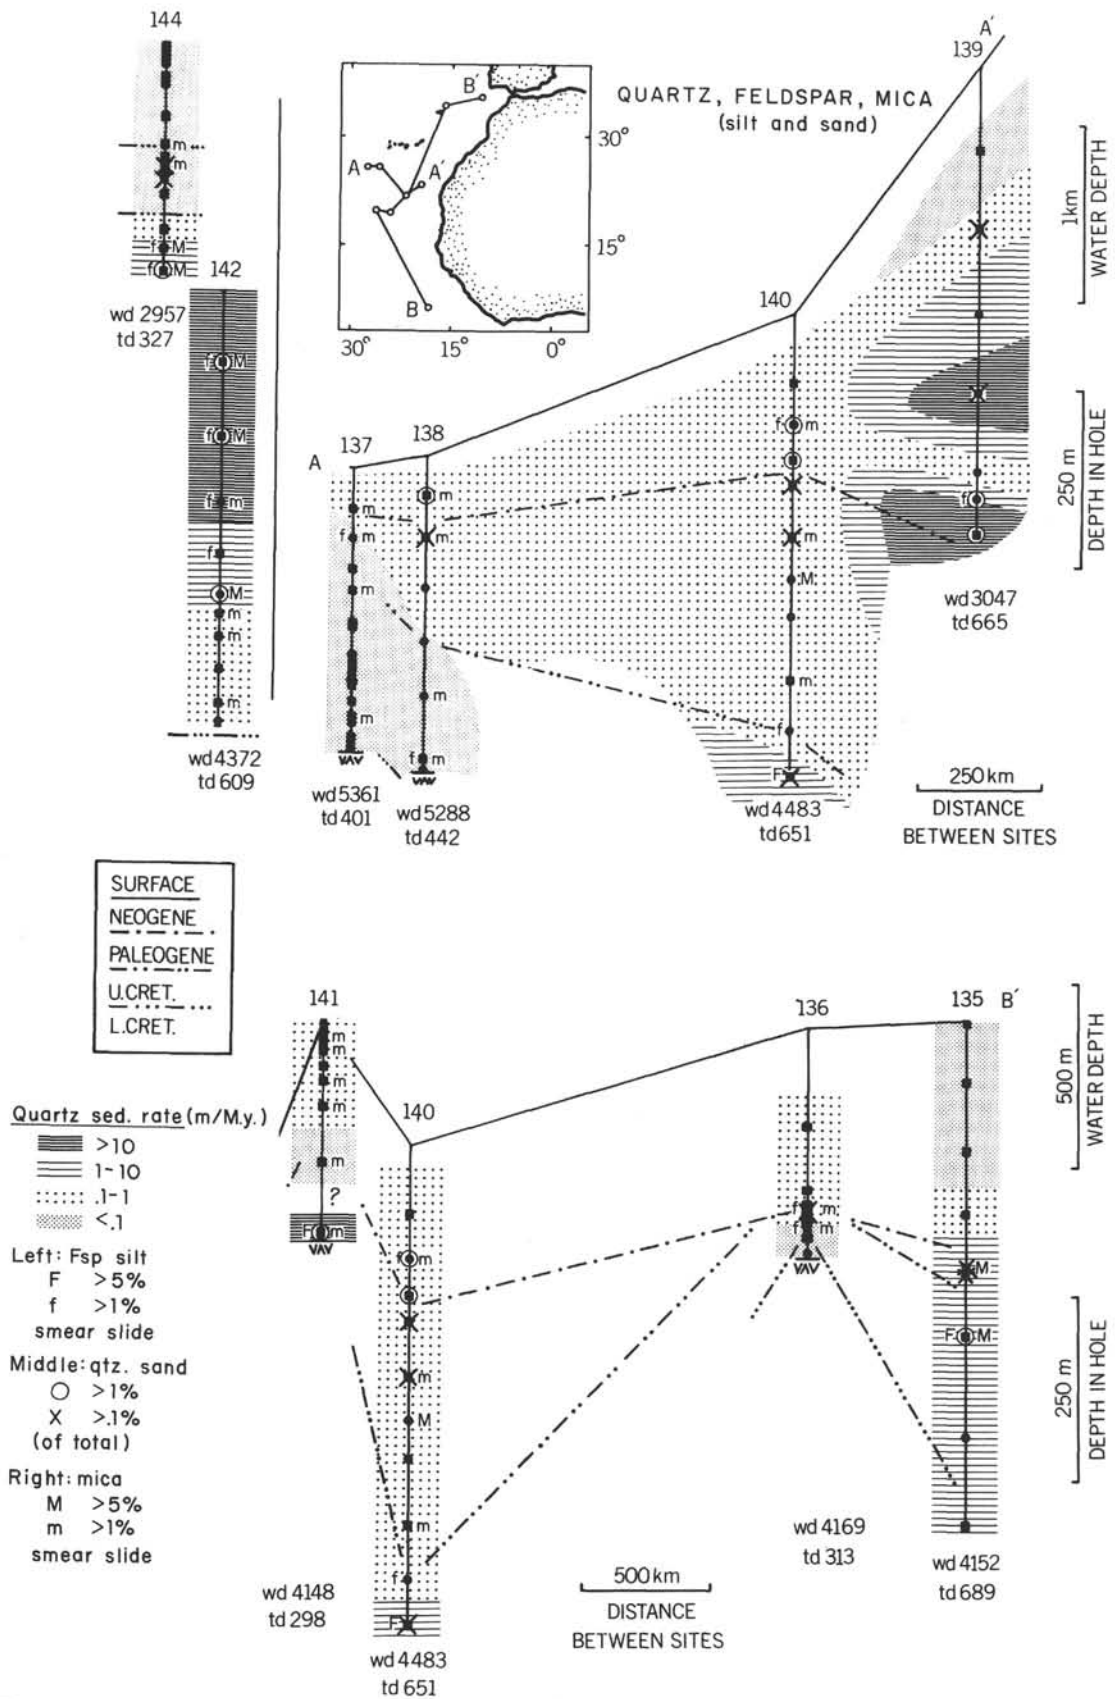 144
A'
139
B'
QUARTZ, FELDSPAR, MICA
(silt and sand)
30°
A
A'
15°
B
30° 15° 0°
m
m
f M
f M
142
wd 2957
td 327
f M
f M
f m
f
M
m
m
m
wd 4372
td 609
1km
WATER DEPTH
250 m
DEPTH IN HOLE
140
A
137
138
m
f
m
m
m
m
m
f m
f m
m
M
m
f
F
f
wd 5361
td 401
wd 5288
td 442
wd 4483
td 651
wd 3047
td 665
250 km
DISTANCE
BETWEEN SITES
SURFACE
NEOGENE
PALEOGENE
U.CRET.
L.CRET.
Quartz sed. rate (m/M.y.)
>10
1-10
.1-1
<.1
Left: Fsp silt
F >5%
f >1%
smear slide
Middle: qtz. sand
O >1%
X >.1%
(of total)
Right: mica
M >5%
m >1%
smear slide
141
m
m
m
m
m
?
F m
140
f m
m
M
m
f
F
136
f m
f m
135 B'
M
F M
500 m
WATER DEPTH
250 m
DEPTH IN HOLE
wd 4148
td 298
wd 4483
td 651
500 km
DISTANCE
BETWEEN SITES
wd 4169
td 313
wd 4152
td 689